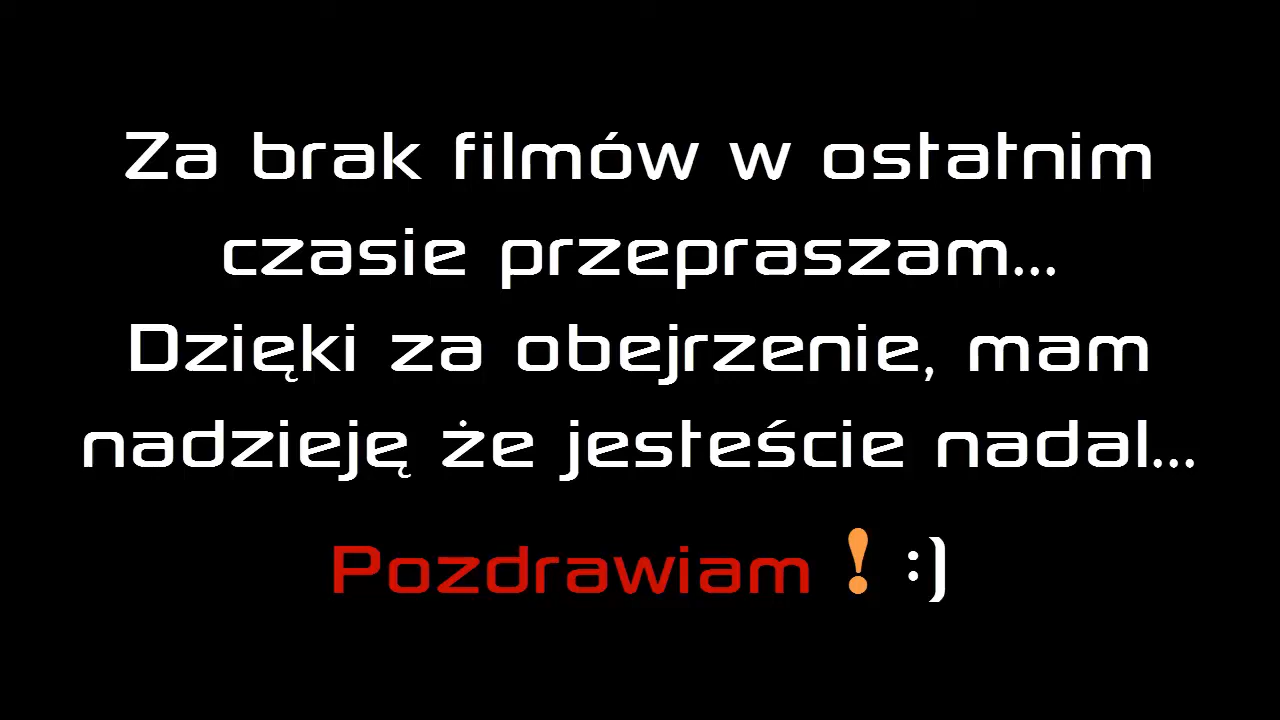 Za brak filmów w ostatnim
czasie przepraszam...
Dzięki za obejrzenie, mam
nadzieję że jesteście nadal...
Pozdrawiam ! :)